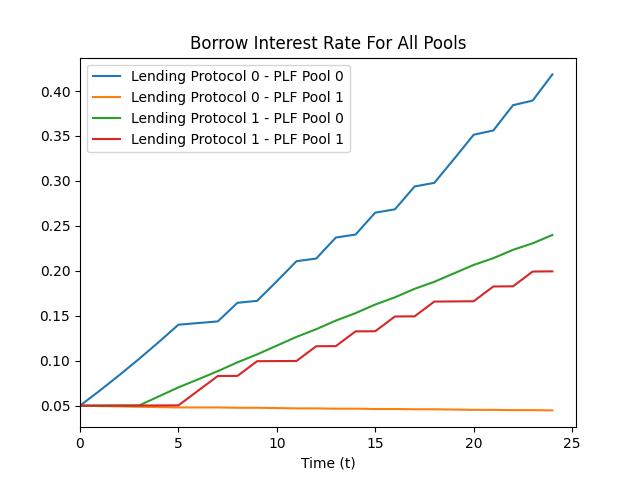 Borrow Interest Rate For All Pools
Lending Protocol 0 - PLF Pool 0
Lending Protocol 0 - PLF Pool 1
Lending Protocol 1 - PLF Pool 0
Lending Protocol 1 - PLF Pool 1
0.40
0.35
0.30
0.25
0.20
0.15
0.10
0.05
0 5 10 15 20 25
Time (t)